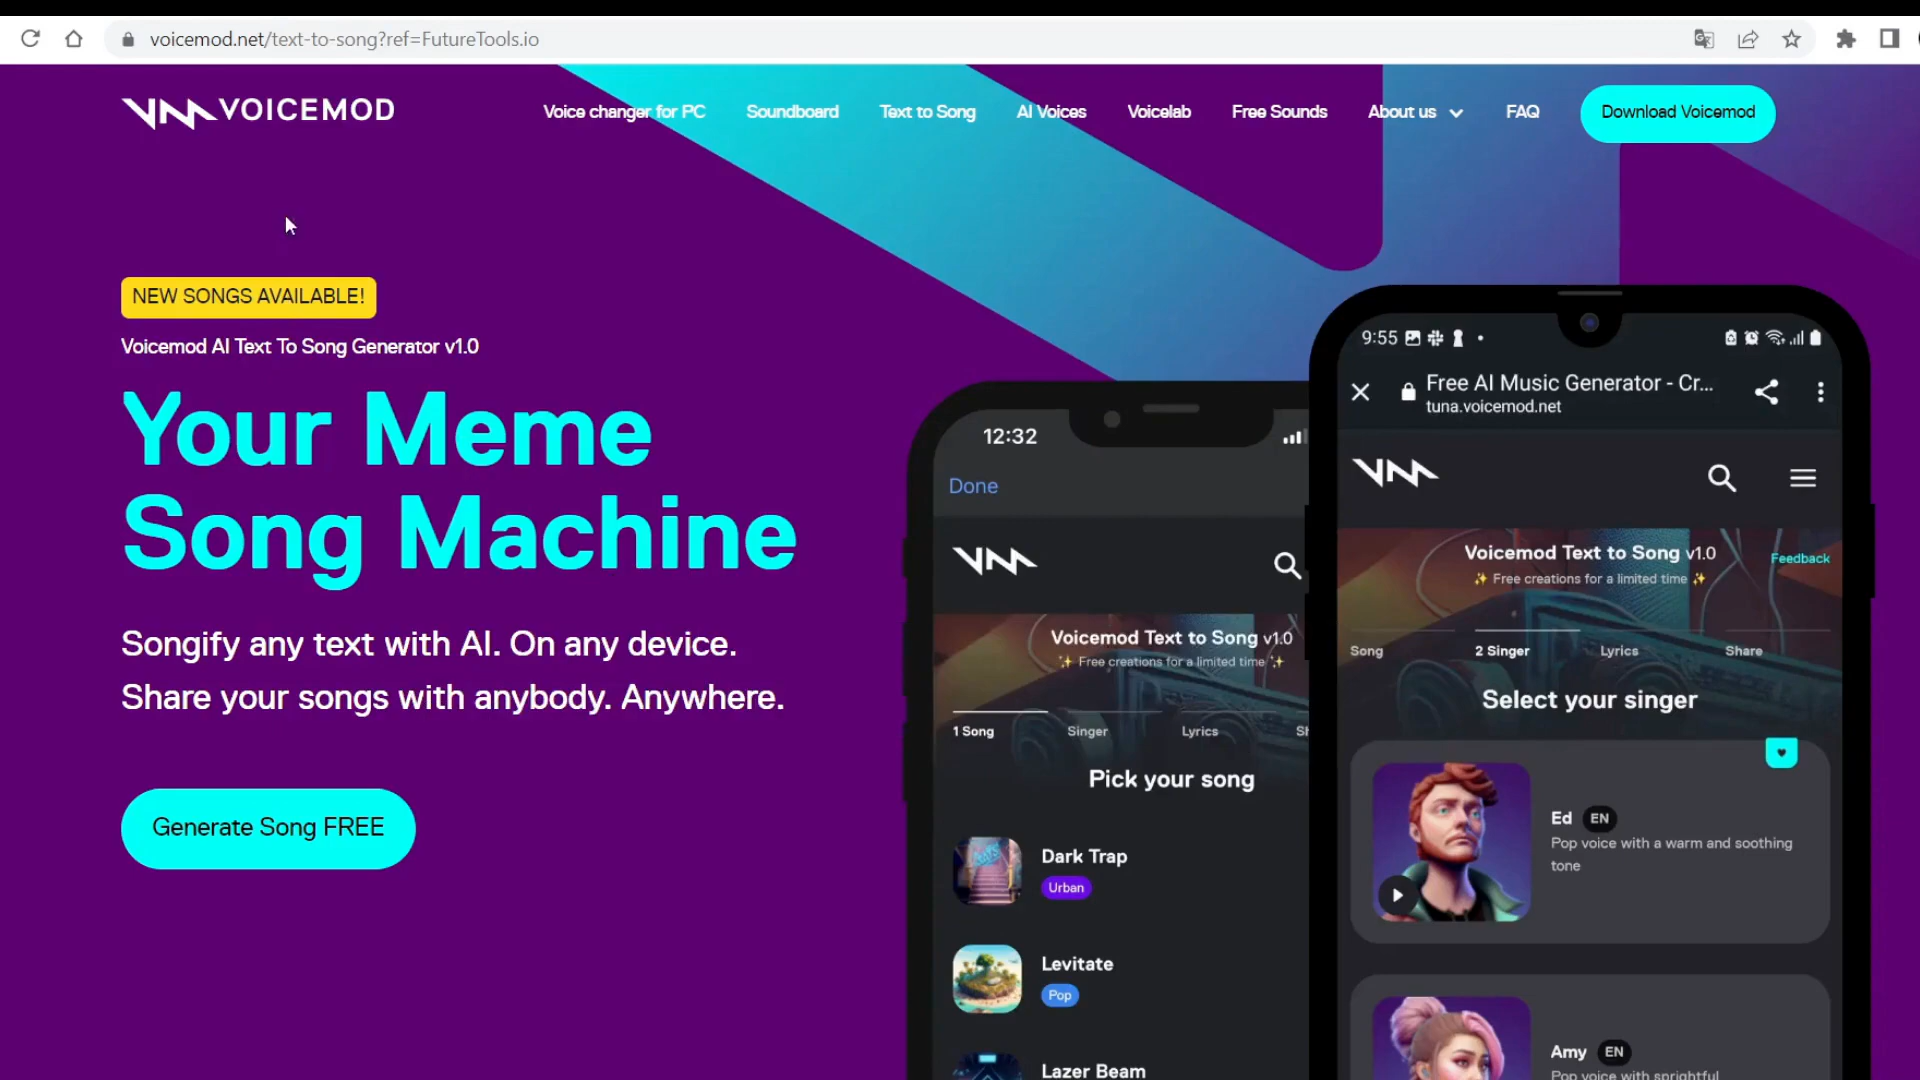 voicemod.net/text-to-song?ref=FutureTools.io
VOICEMOD
Voice changer for PC
Soundboard
Text to Song
AI Voices
Voicelab
Free Sounds
About us
FAQ
Download Voicemod
NEW SONGS AVAILABLE!
Voicemod AI Text To Song Generator v1.0
Your Meme
Song Machine
Songify any text with AI. On any device.
Share your songs with anybody. Anywhere.
Generate Song FREE
12:32
Done
Voicemod Text to Song v1.0
✨ Free creations for a limited time ✨
1 Song
Singer
Lyrics
Sh
Pick your song
Dark Trap
Urban
Levitate
Pop
Lazer Beam
9:55
Free AI Music Generator - Cr...
tuna.voicemod.net
Voicemod Text to Song v1.0
Feedback
✨ Free creations for a limited time ✨
Song
2 Singer
Lyrics
Share
Select your singer
Ed EN
Pop voice with a warm and soothing
tone
Amy EN
Pop voice with sprightful